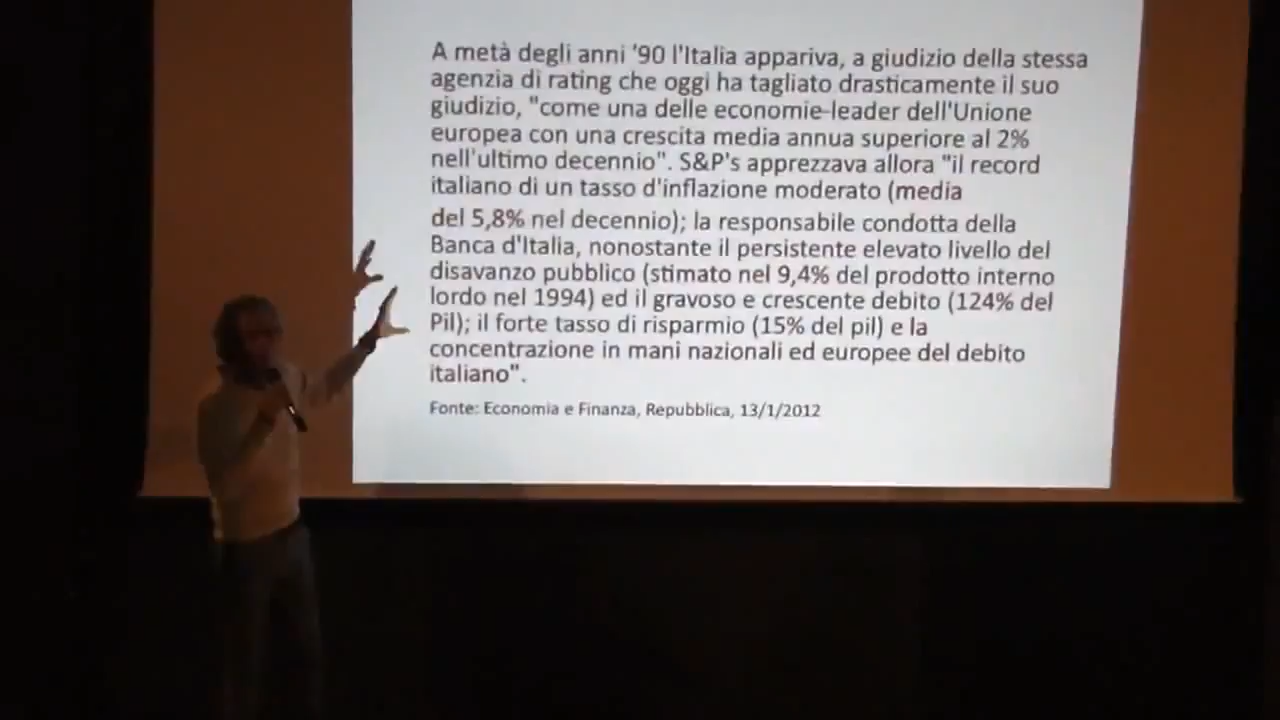 A metà degli anni '90 l'Italia appariva, a giudizio della stessa
agenzia di rating che oggi ha tagliato drasticamente il suo
giudizio, "come una delle economie-leader dell'Unione
europea con una crescita media annua superiore al 2%
nell'ultimo decennio". S&P's apprezzava allora "il record
italiano di un tasso d'inflazione moderato (media
del 5,8% nel decennio); la responsabile condotta della
Banca d'Italia, nonostante il persistente elevato livello del
disavanzo pubblico (stimato nel 9,4% del prodotto interno
lordo nel 1994) ed il gravoso e crescente debito (124% del
Pil); il forte tasso di risparmio (15% del pil) e la
concentrazione in mani nazionali ed europee del debito
italiano".
Fonte: Economia e Finanza, Repubblica, 13/1/2012